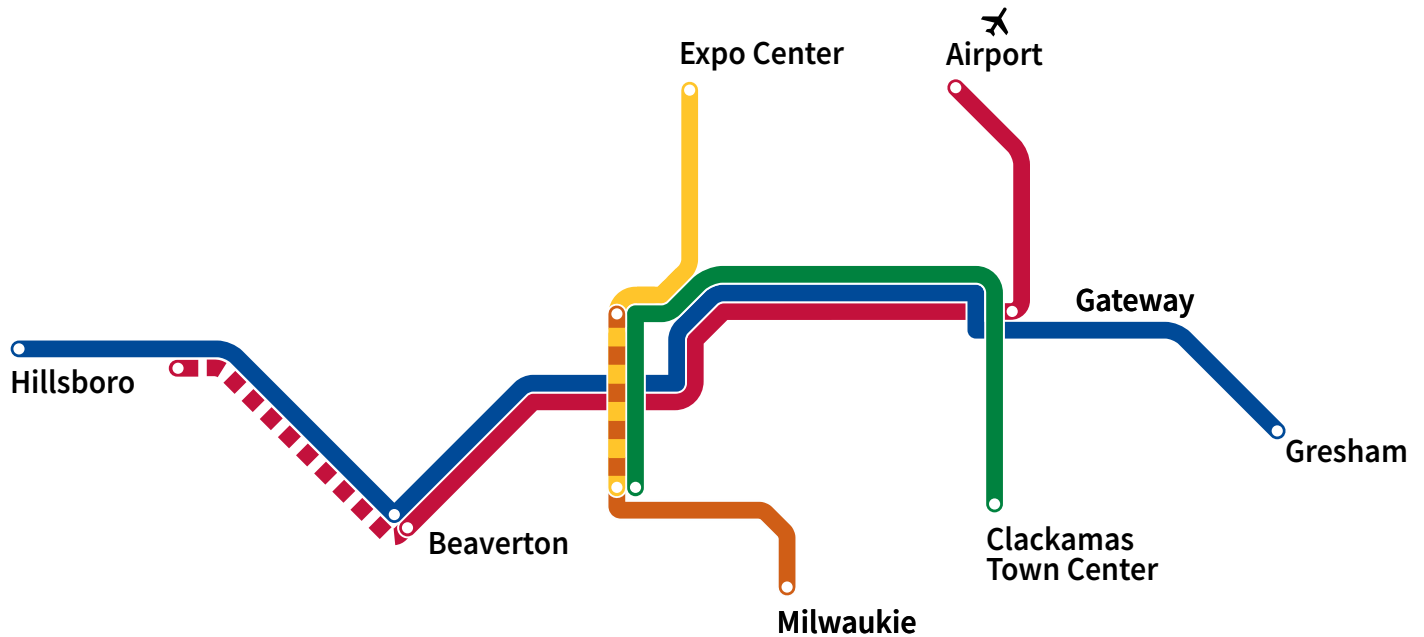 Expo Center
Airport
Gateway
Hillsboro
Gresham
Beaverton
Clackamas
Town Center
Milwaukie